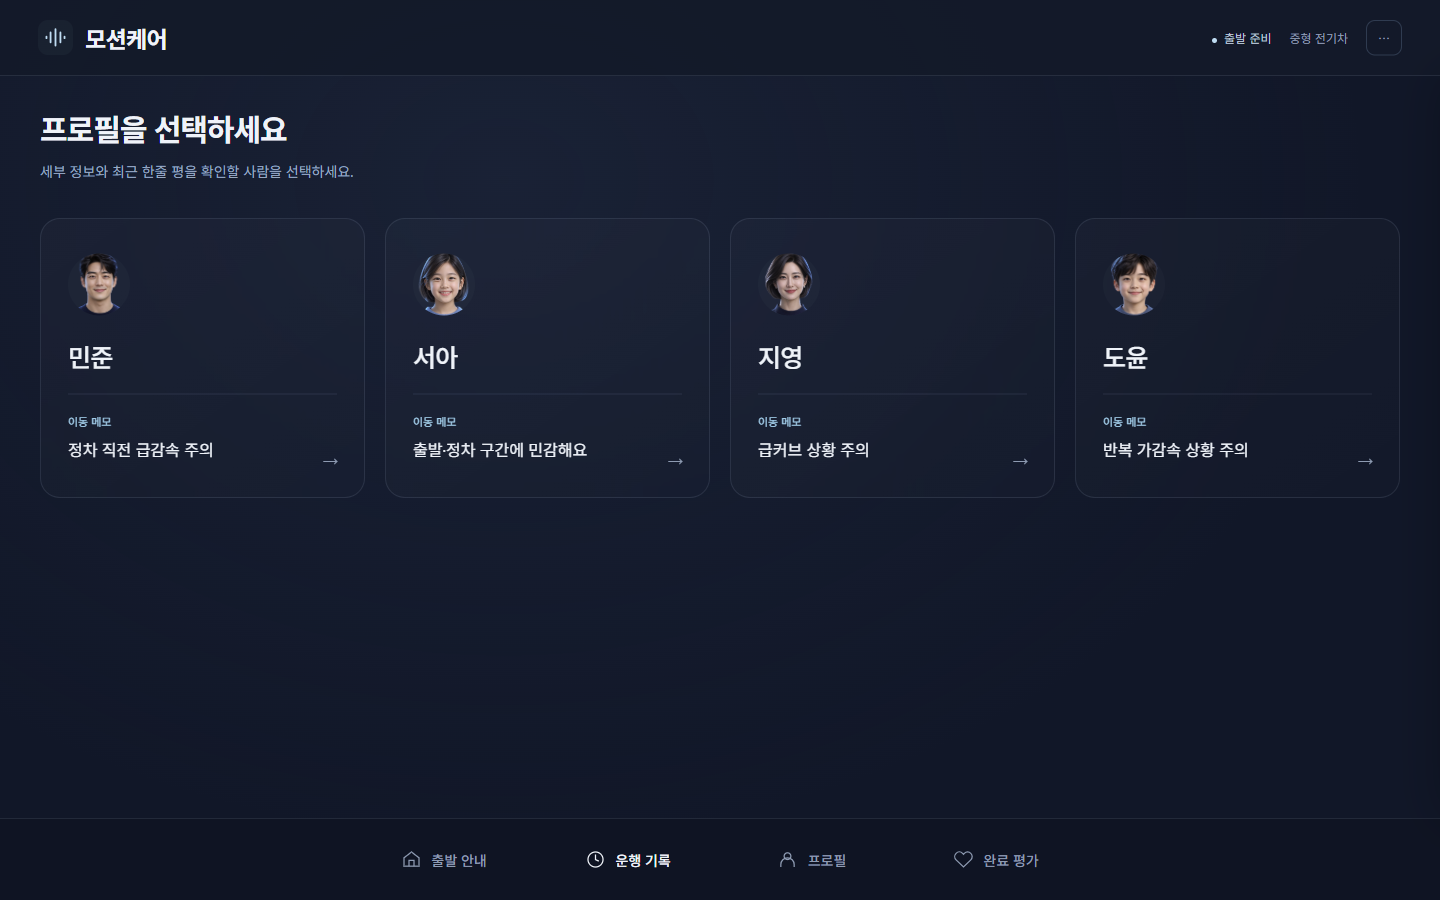 모션케어
출발 준비
중형 전기차
프로필을 선택하세요
세부 정보와 최근 한줄 평을 확인할 사람을 선택하세요.
민준
이동 메모
정차 직전 급감속 주의
서아
이동 메모
출발·정차 구간에 민감해요
지영
이동 메모
급커브 상황 주의
도윤
이동 메모
반복 가감속 상황 주의
출발 안내
운행 기록
프로필
완료 평가